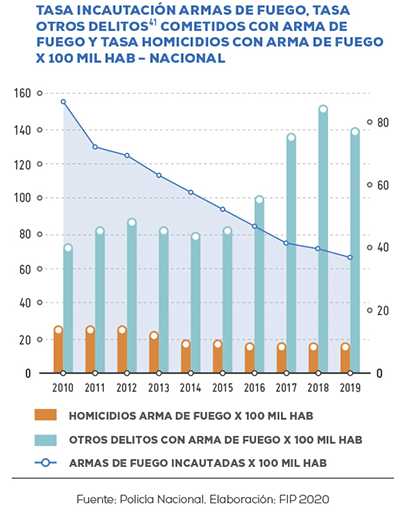 TASA INCAUTACIÓN ARMAS DE FUEGO, TASA
OTROS DELITOS⁴¹ COMETIDOS CON ARMA DE
FUEGO Y TASA HOMICIDIOS CON ARMA DE FUEGO
X 100 MIL HAB – NACIONAL
160
140
120
100
80
60
40
20
0
80
60
40
20
0
2010 2011 2012 2013 2014 2015 2016 2017 2018 2019
HOMICIDIOS ARMA DE FUEGO X 100 MIL HAB
OTROS DELITOS CON ARMA DE FUEGO X 100 MIL HAB
ARMAS DE FUEGO INCAUTADAS X 100 MIL HAB
Fuente: Policía Nacional. Elaboración: FIP 2020